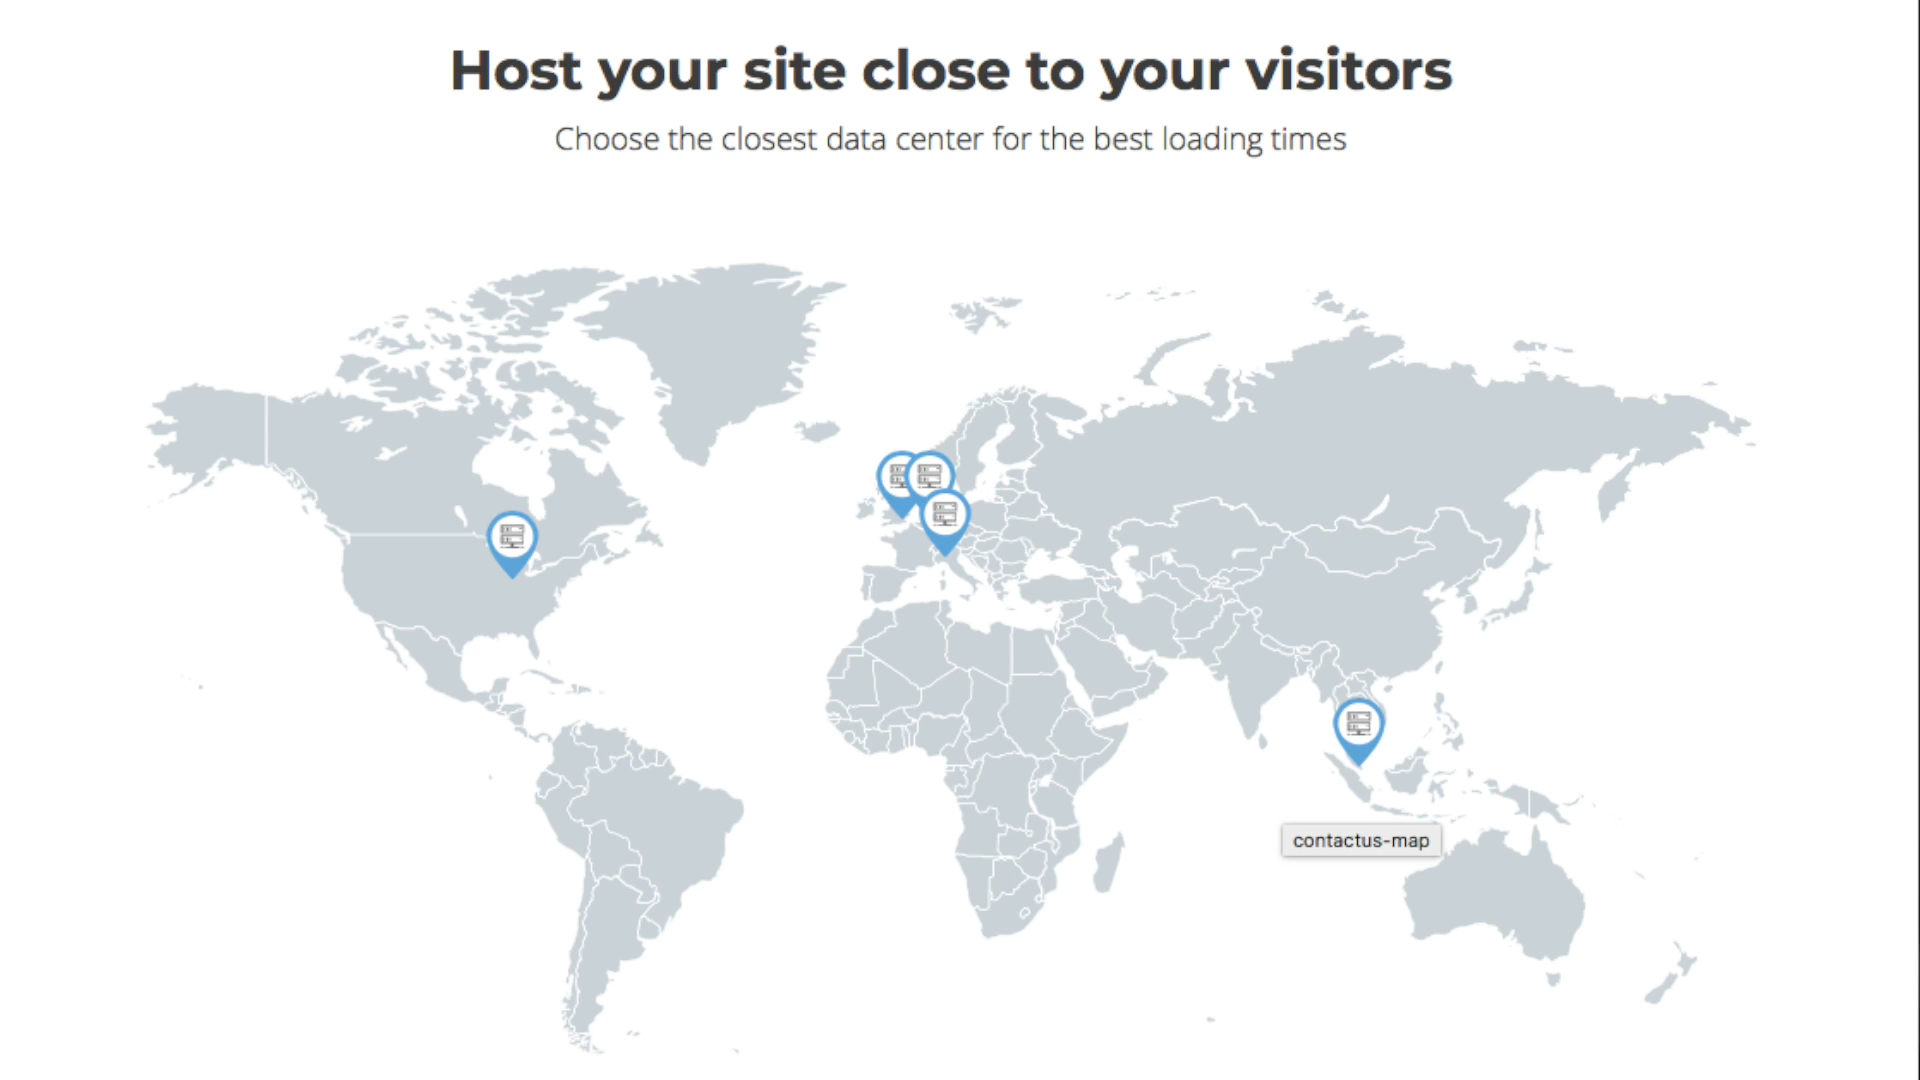 Host your site close to your visitors
Choose the closest data center for the best loading times
contactus-map